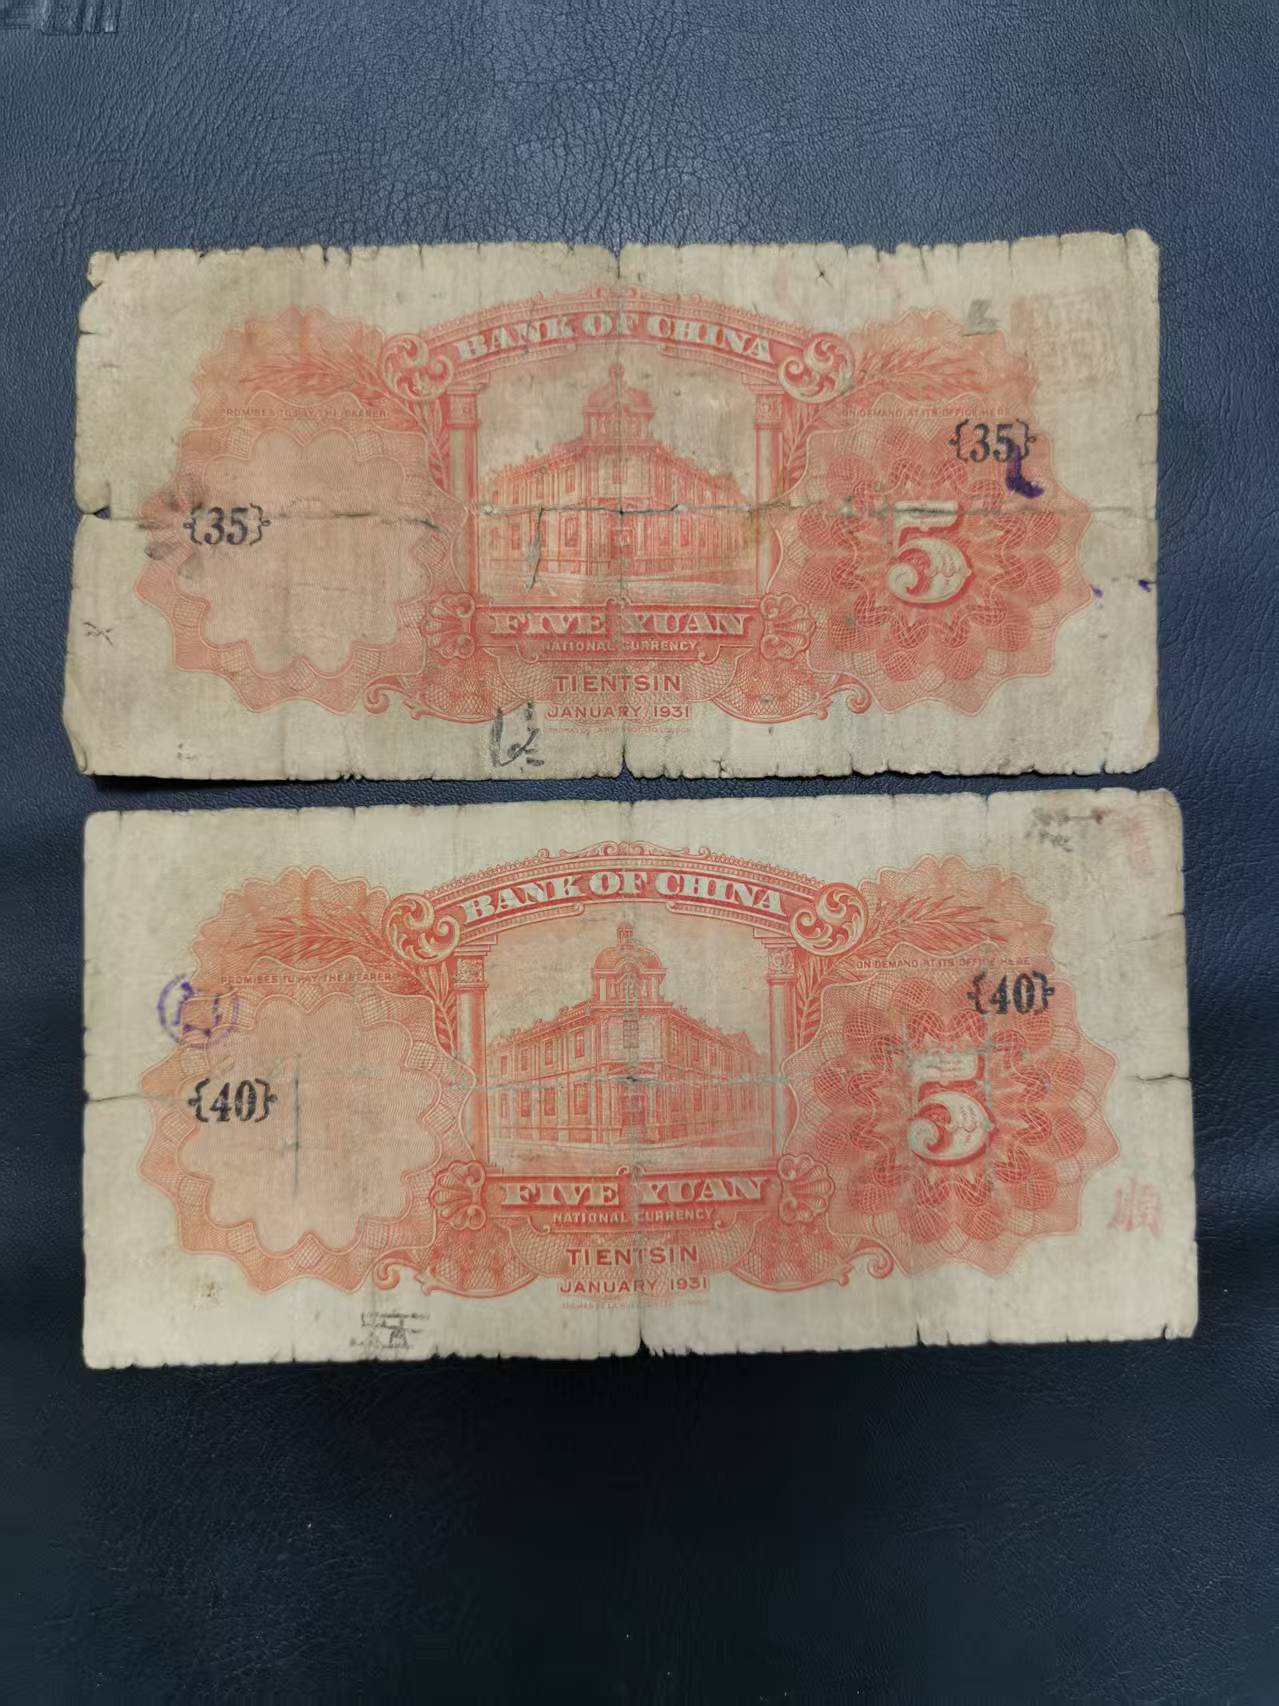 BANK OF CHINA
PROMISES TO PAY THE BEARER
ON DEMAND AT ITS OFFICE HERE
{35}
{35}
5
FIVE YUAN
NATIONAL CURRENCY
TIENTSIN
JANUARY 1931
BANK OF CHINA
PROMISES TO PAY THE BEARER
ON DEMAND AT ITS OFFICE HERE
{40}
{40}
5
FIVE YUAN
NATIONAL CURRENCY
順
TIENTSIN
JANUARY 1931